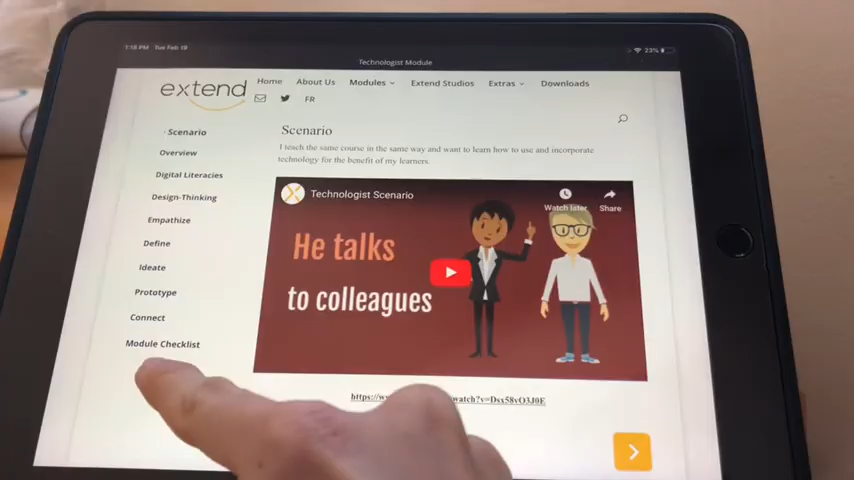 1:18 PM Tue Feb 19
23%
Technologist Module
extend
Home About Us Modules Extend Studios Extras Downloads
FR
Scenario
Overview
Digital Literacies
Design-Thinking
Empathize
Define
Ideate
Prototype
Connect
Module Checklist
Scenario
I teach the same course in the same way and want to learn how to use and incorporate
technology for the benefit of my learners.
Technologist Scenario
Watch later
Share
He talks
to colleagues